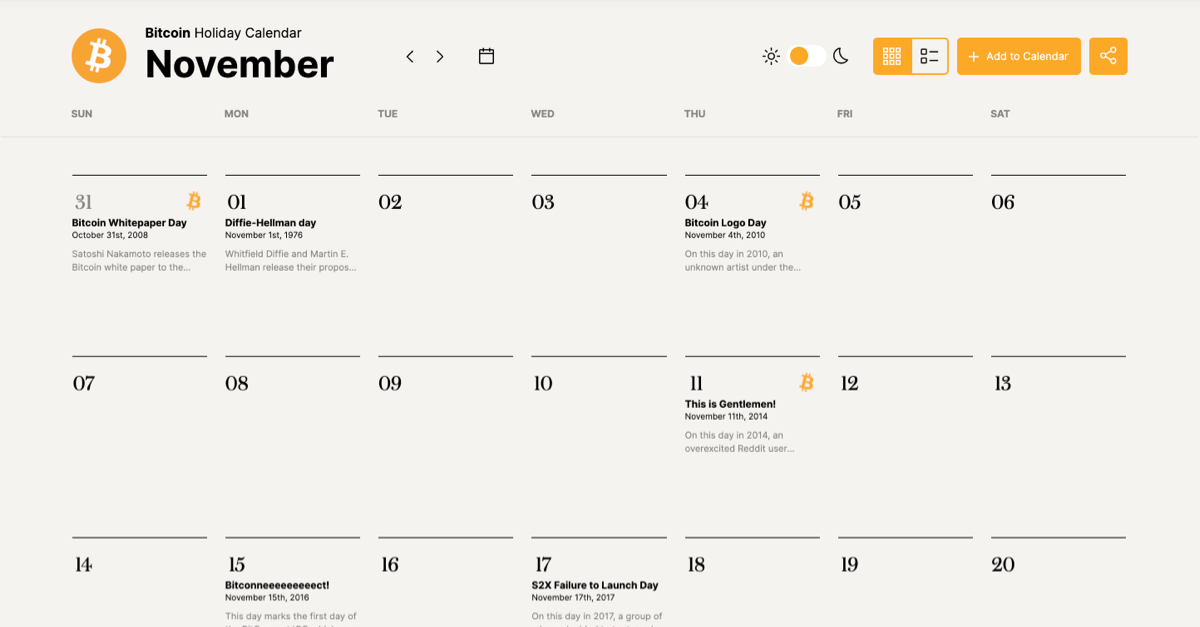 Bitcoin Holiday Calendar
November
Add to Calendar
SUN MON TUE WED THU FRI SAT
31
Bitcoin Whitepaper Day
October 31st, 2008
Satoshi Nakamoto releases the
Bitcoin white paper to the...
01
Diffie-Hellman day
November 1st, 1976
Whitfield Diffie and Martin E.
Hellman release their propos...
02
03
04
Bitcoin Logo Day
November 4th, 2010
On this day in 2010, an
unknown artist under the...
05
06
07
08
09
10
11
This is Gentlemen!
November 11th, 2014
On this day in 2014, an
overexcited Reddit user...
12
13
14
15
Bitconneeeeeeeeect!
November 15th, 2016
This day marks the first day of
16
17
S2X Failure to Launch Day
November 17th, 2017
On this day in 2017, a group of
18
19
20